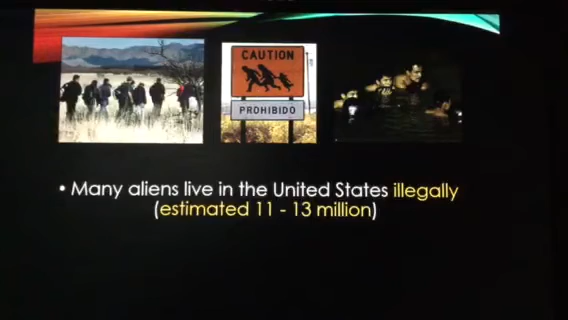 CAUTION
PROHIBIDO
• Many aliens live in the United States illegally
(estimated 11 - 13 million)